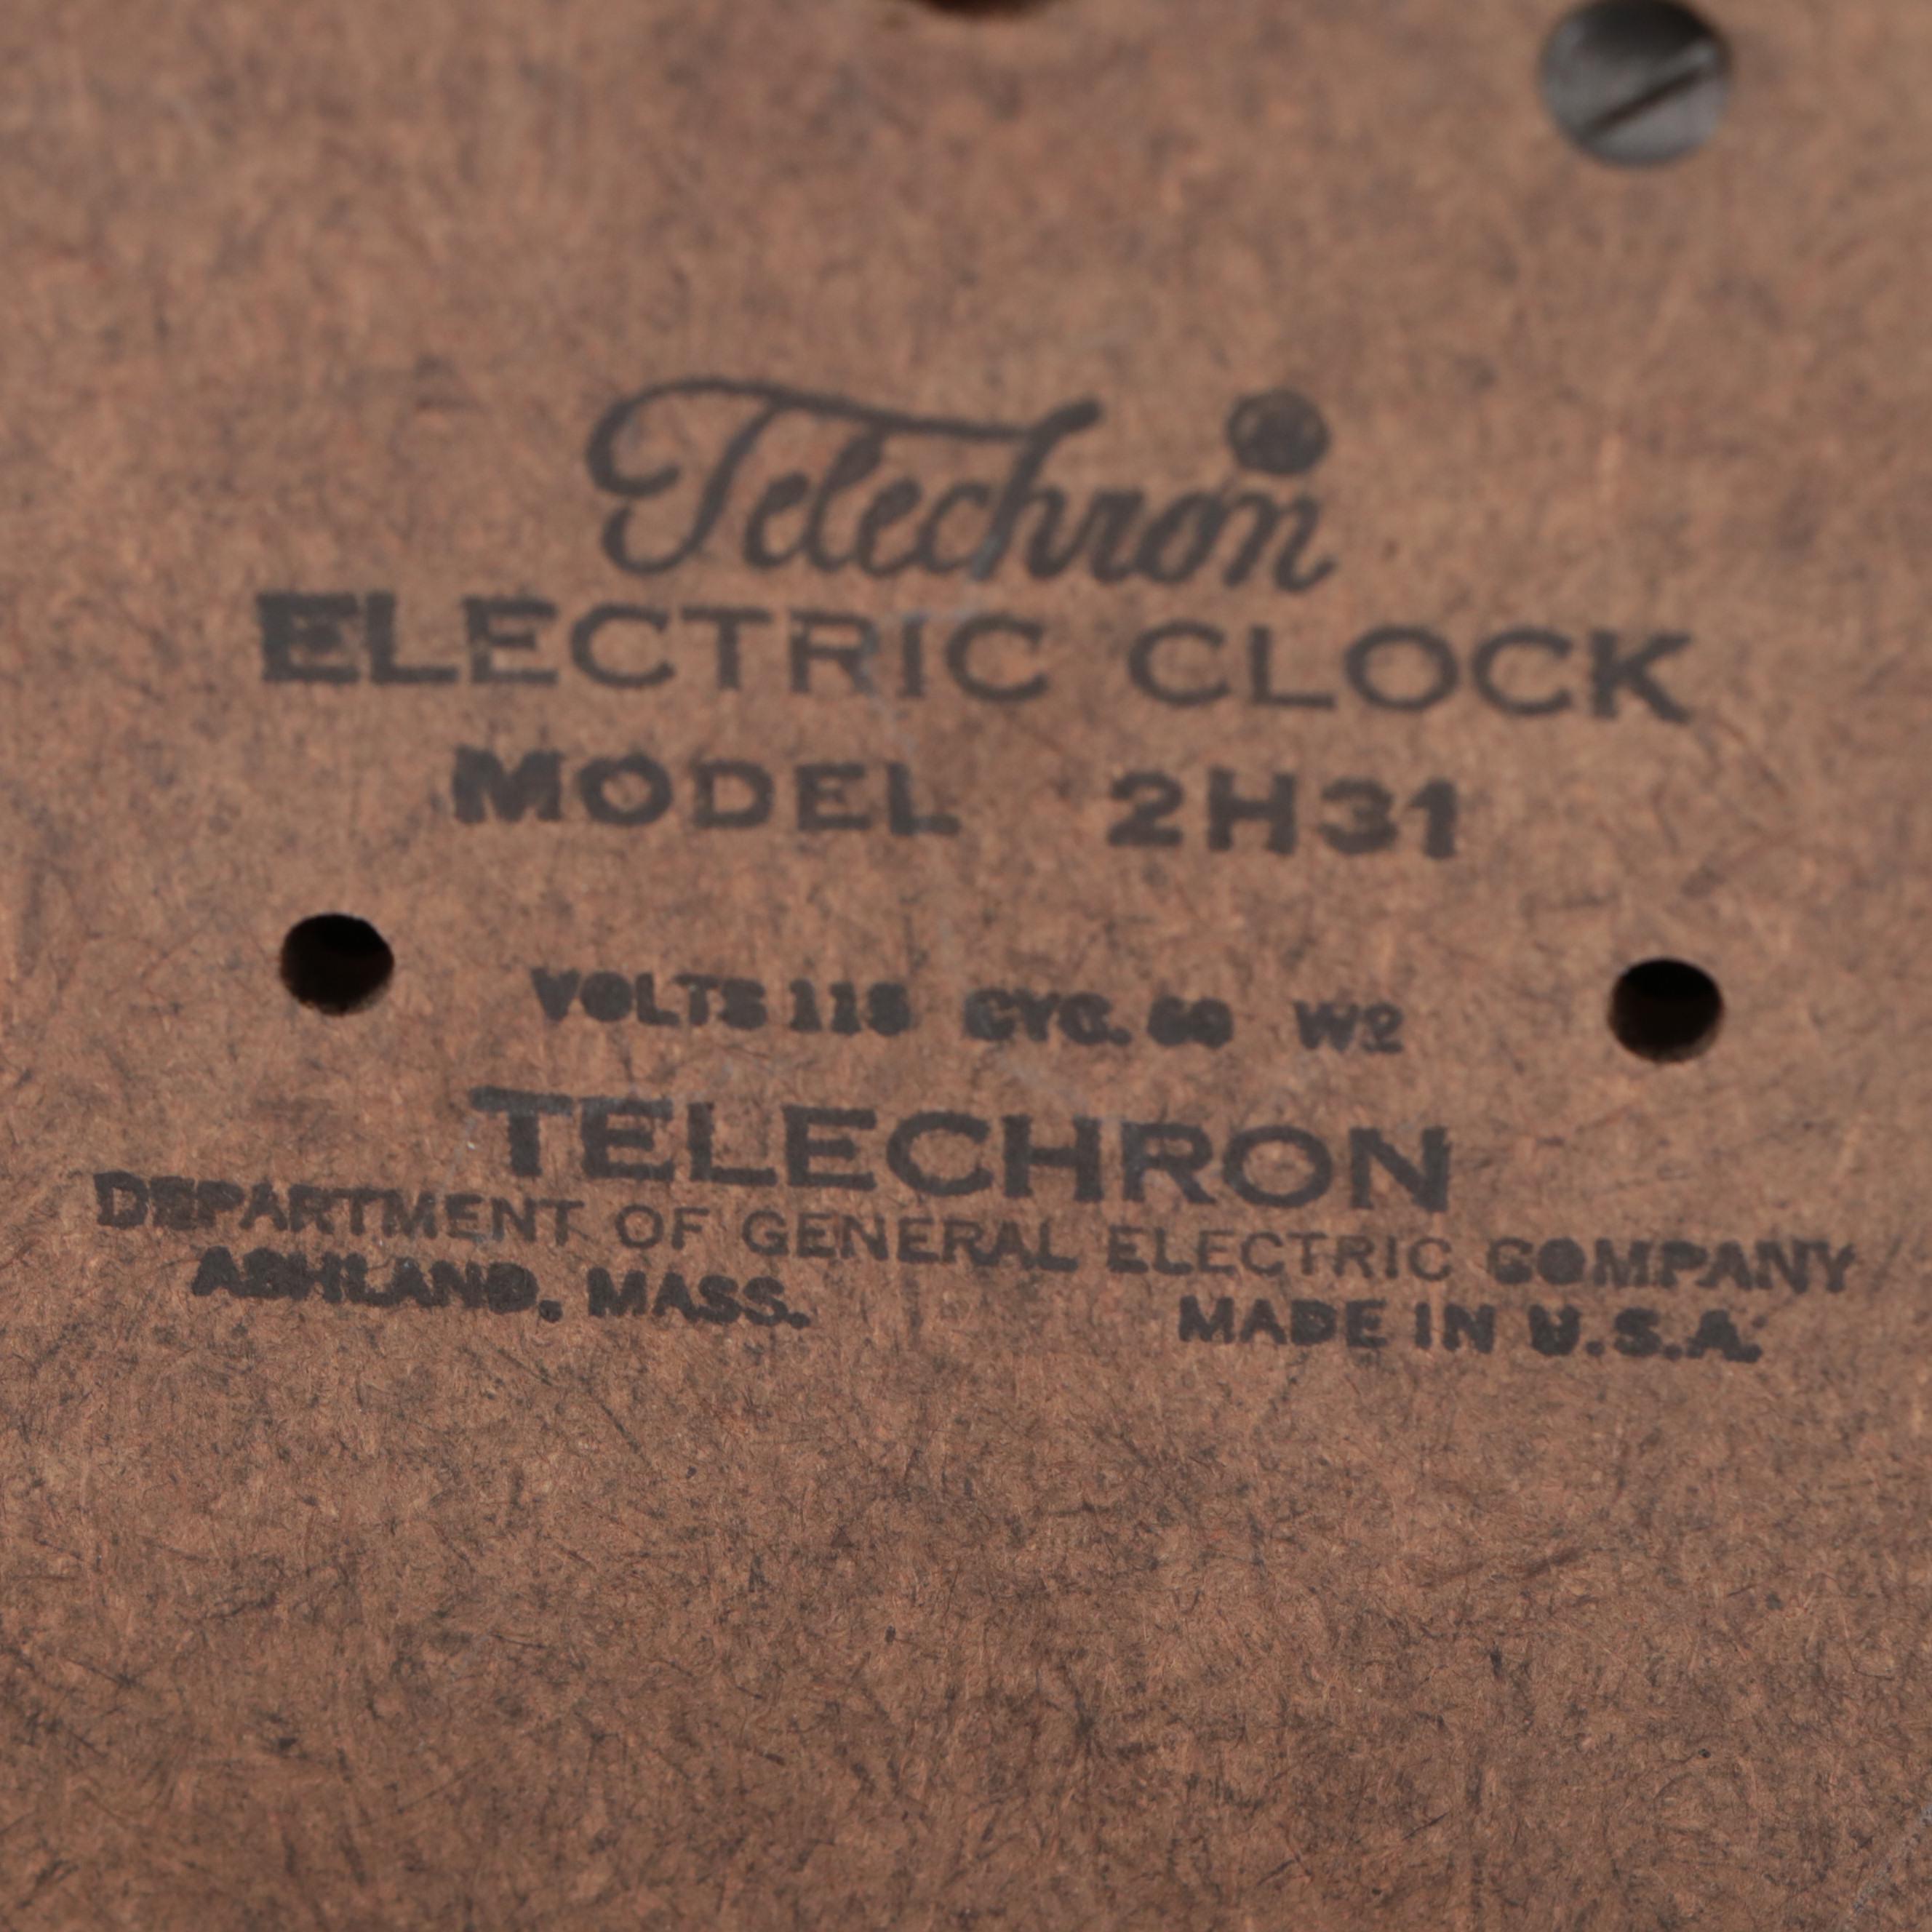 Telechron
ELECTRIC CLOCK
MODEL 2H31
VOLTS 115 CYC. 60 W2
TELECHRON
DEPARTMENT OF GENERAL ELECTRIC COMPANY
ASHLAND, MASS. MADE IN U.S.A.